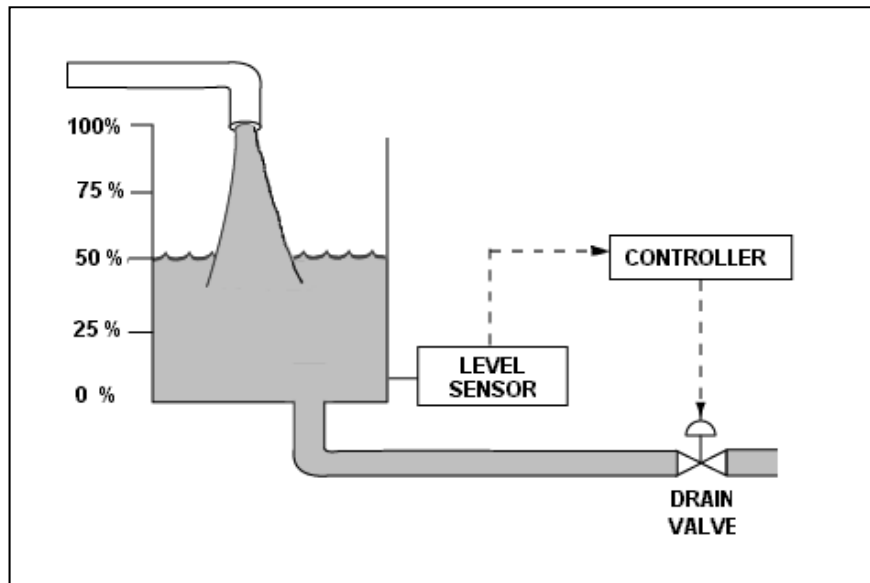 100%
75 %
50 %
25 %
0 %
CONTROLLER
LEVEL
SENSOR
DRAIN
VALVE